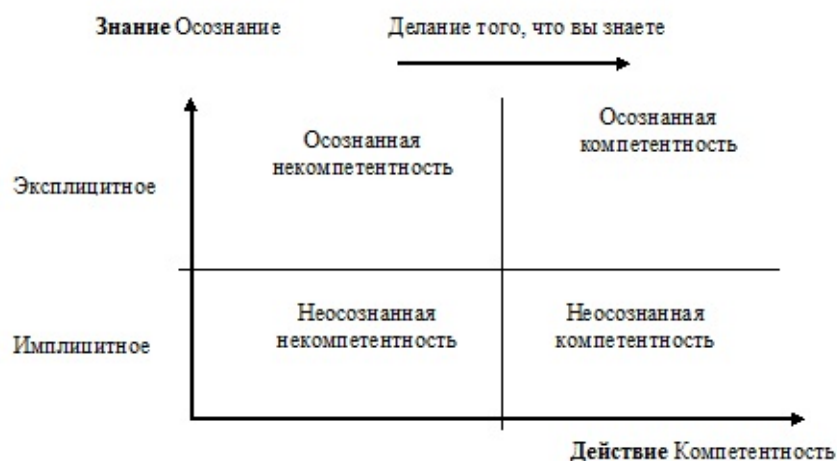 Знание Осознание
Делание того, что вы знаете
Осознанная
некомпетентность
Осознанная
компетентность
Эксплицитное
Неосознанная
некомпетентность
Неосознанная
компетентность
Имплицитное
Действие Компетентность